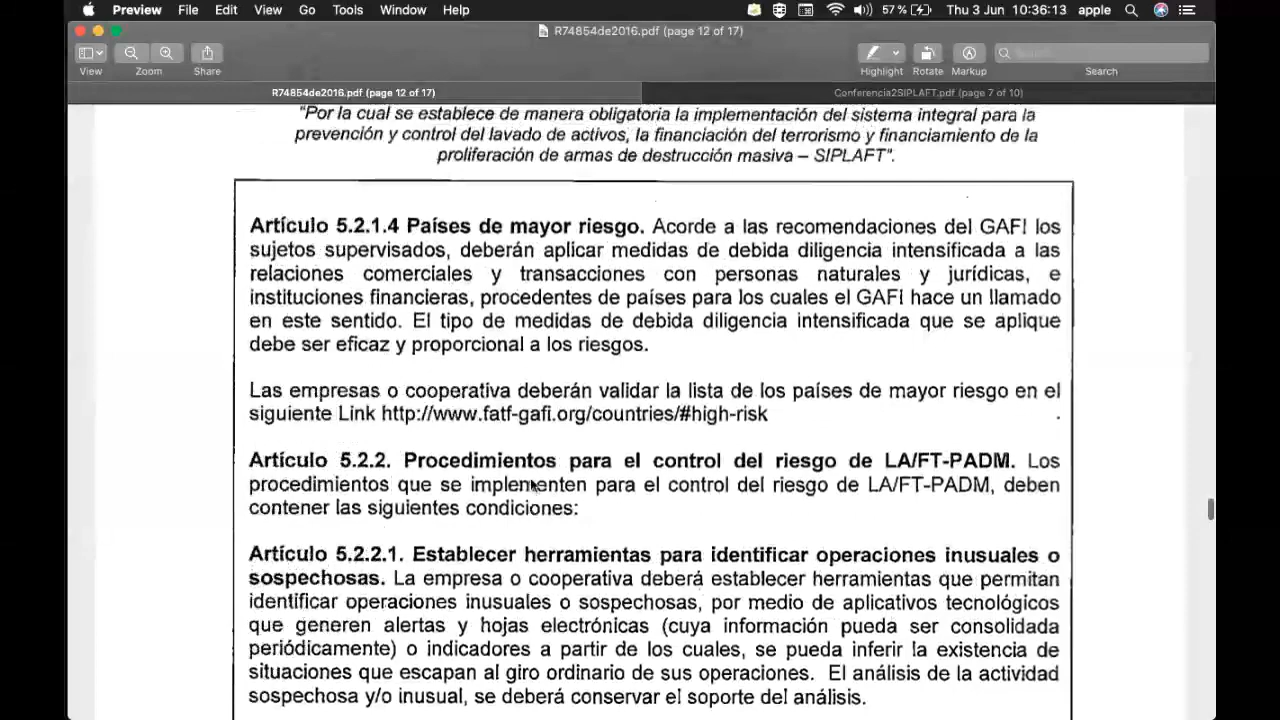 Preview File Edit View Go Tools Window Help 57% Thu 3 Jun 10:36:13 apple
R74854de2016.pdf (page 12 of 17)
View Zoom Share Highlight Rotate Markup Search
R74854de2016.pdf (page 12 of 17) Conferencia2SIPLAFT.pdf (page 7 of 10)
"Por la cual se establece de manera obligatoria la implementación del sistema integral para la
prevención y control del lavado de activos, la financiación del terrorismo y financiamiento de la
proliferación de armas de destrucción masiva – SIPLAFT".
Artículo 5.2.1.4 Países de mayor riesgo. Acorde a las recomendaciones del GAFI los
sujetos supervisados, deberán aplicar medidas de debida diligencia intensificada a las
relaciones comerciales y transacciones con personas naturales y jurídicas, e
instituciones financieras, procedentes de países para los cuales el GAFI hace un llamado
en este sentido. El tipo de medidas de debida diligencia intensificada que se aplique
debe ser eficaz y proporcional a los riesgos.
Las empresas o cooperativa deberán validar la lista de los países de mayor riesgo en el
siguiente Link http://www.fatf-gafi.org/countries/#high-risk
Artículo 5.2.2. Procedimientos para el control del riesgo de LA/FT-PADM. Los
procedimientos que se implementen para el control del riesgo de LA/FT-PADM, deben
contener las siguientes condiciones:
Artículo 5.2.2.1. Establecer herramientas para identificar operaciones inusuales o
sospechosas. La empresa o cooperativa deberá establecer herramientas que permitan
identificar operaciones inusuales o sospechosas, por medio de aplicativos tecnológicos
que generen alertas y hojas electrónicas (cuya información pueda ser consolidada
periódicamente) o indicadores a partir de los cuales, se pueda inferir la existencia de
situaciones que escapan al giro ordinario de sus operaciones. El análisis de la actividad
sospechosa y/o inusual, se deberá conservar el soporte del análisis.